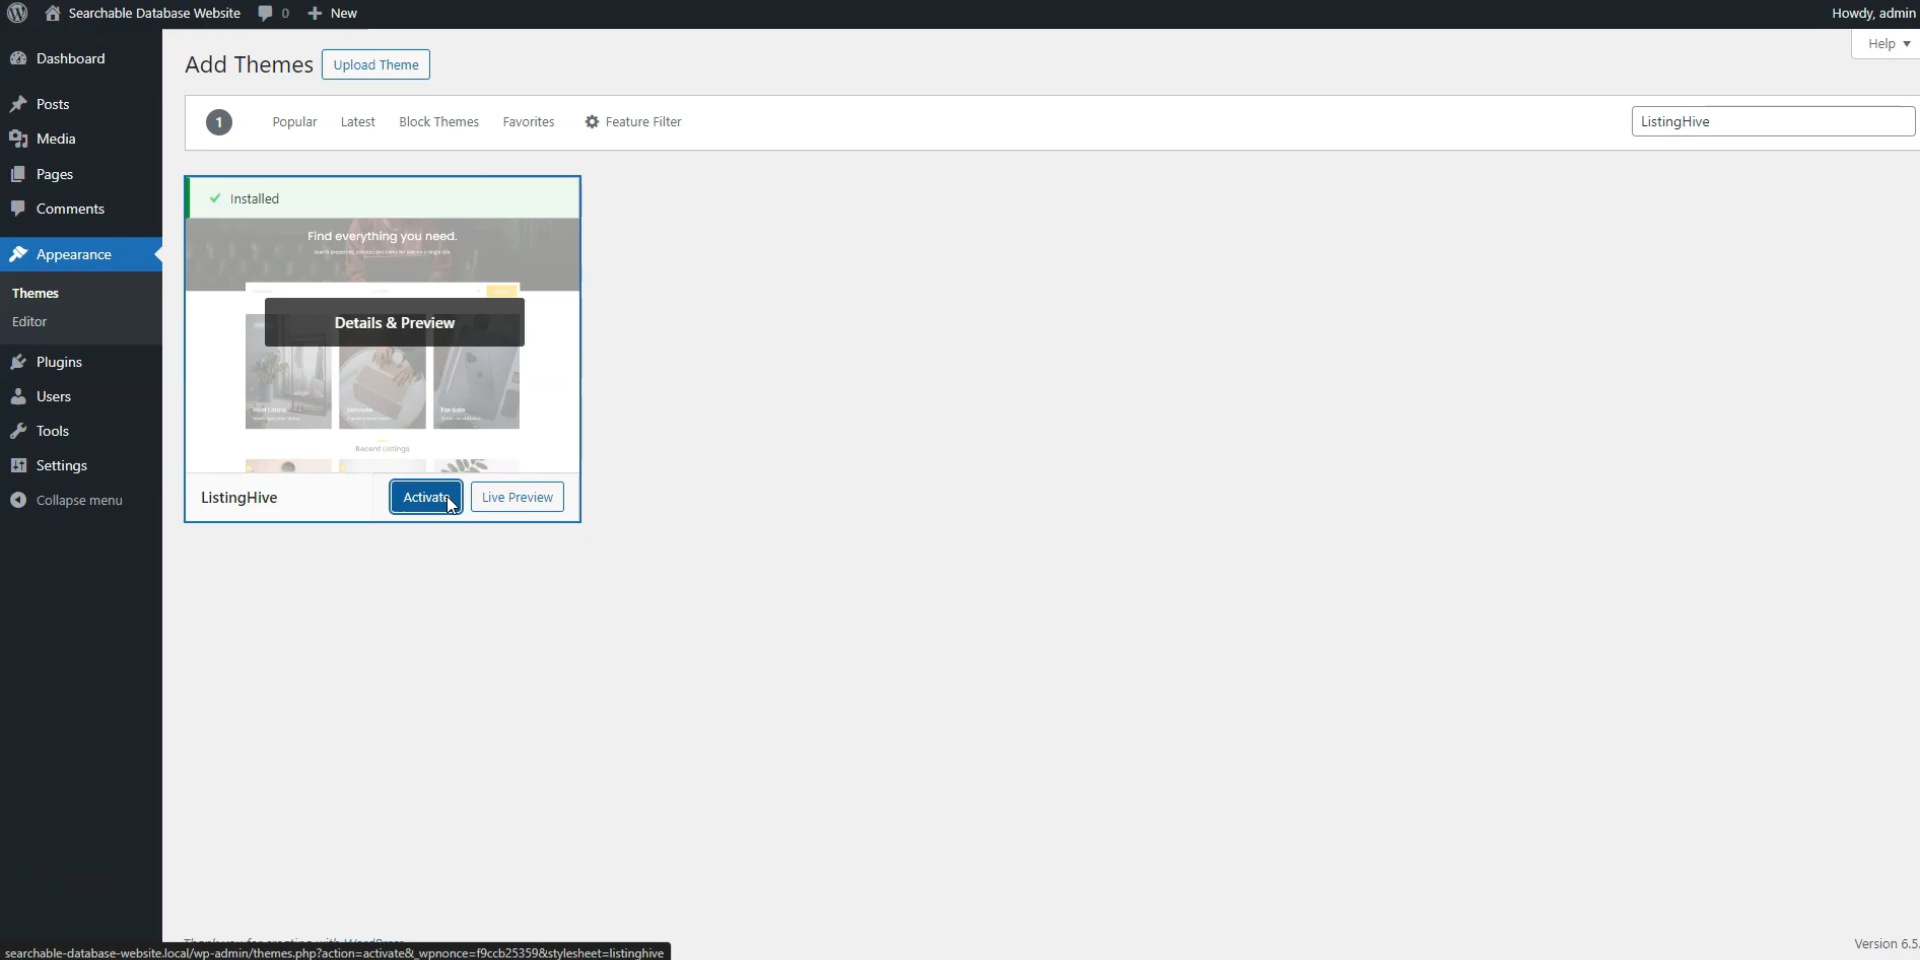 Searchable Database Website
0
New
Howdy, admin
Dashboard
Posts
Media
Pages
Comments
Appearance
Themes
Editor
Plugins
Users
Tools
Settings
Collapse menu
Help
Add Themes
Upload Theme
1
Popular
Latest
Block Themes
Favorites
Feature Filter
ListingHive
Installed
Find everything you need.
Details & Preview
Recent Listings
ListingHive
Activate
Live Preview
Version 6.5.
searchable-database-website.local/wp-admin/themes.php?action=activate&_wpnonce=f9ccb25359&stylesheet=listinghive